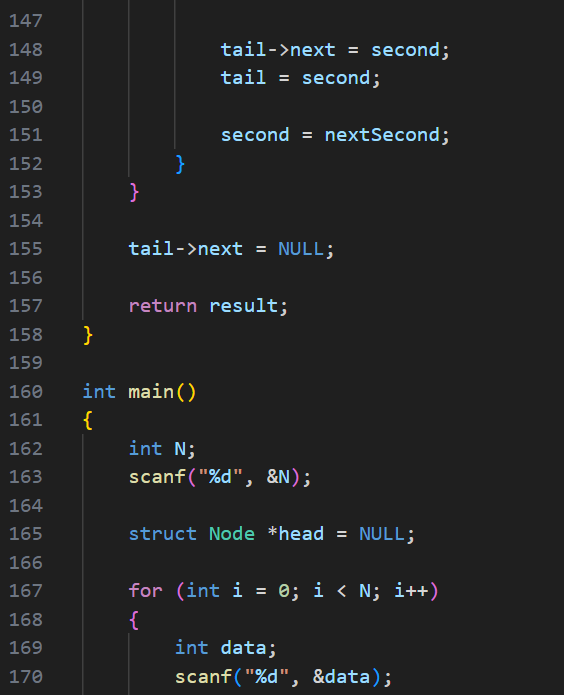 147
148 tail->next = second;
149 tail = second;
150
151 second = nextSecond;
152 }
153 }
154
155 tail->next = NULL;
156
157 return result;
158 }
159
160 int main()
161 {
162 int N;
163 scanf("%d", &N);
164
165 struct Node *head = NULL;
166
167 for (int i = 0; i < N; i++)
168 {
169 int data;
170 scanf("%d", &data);